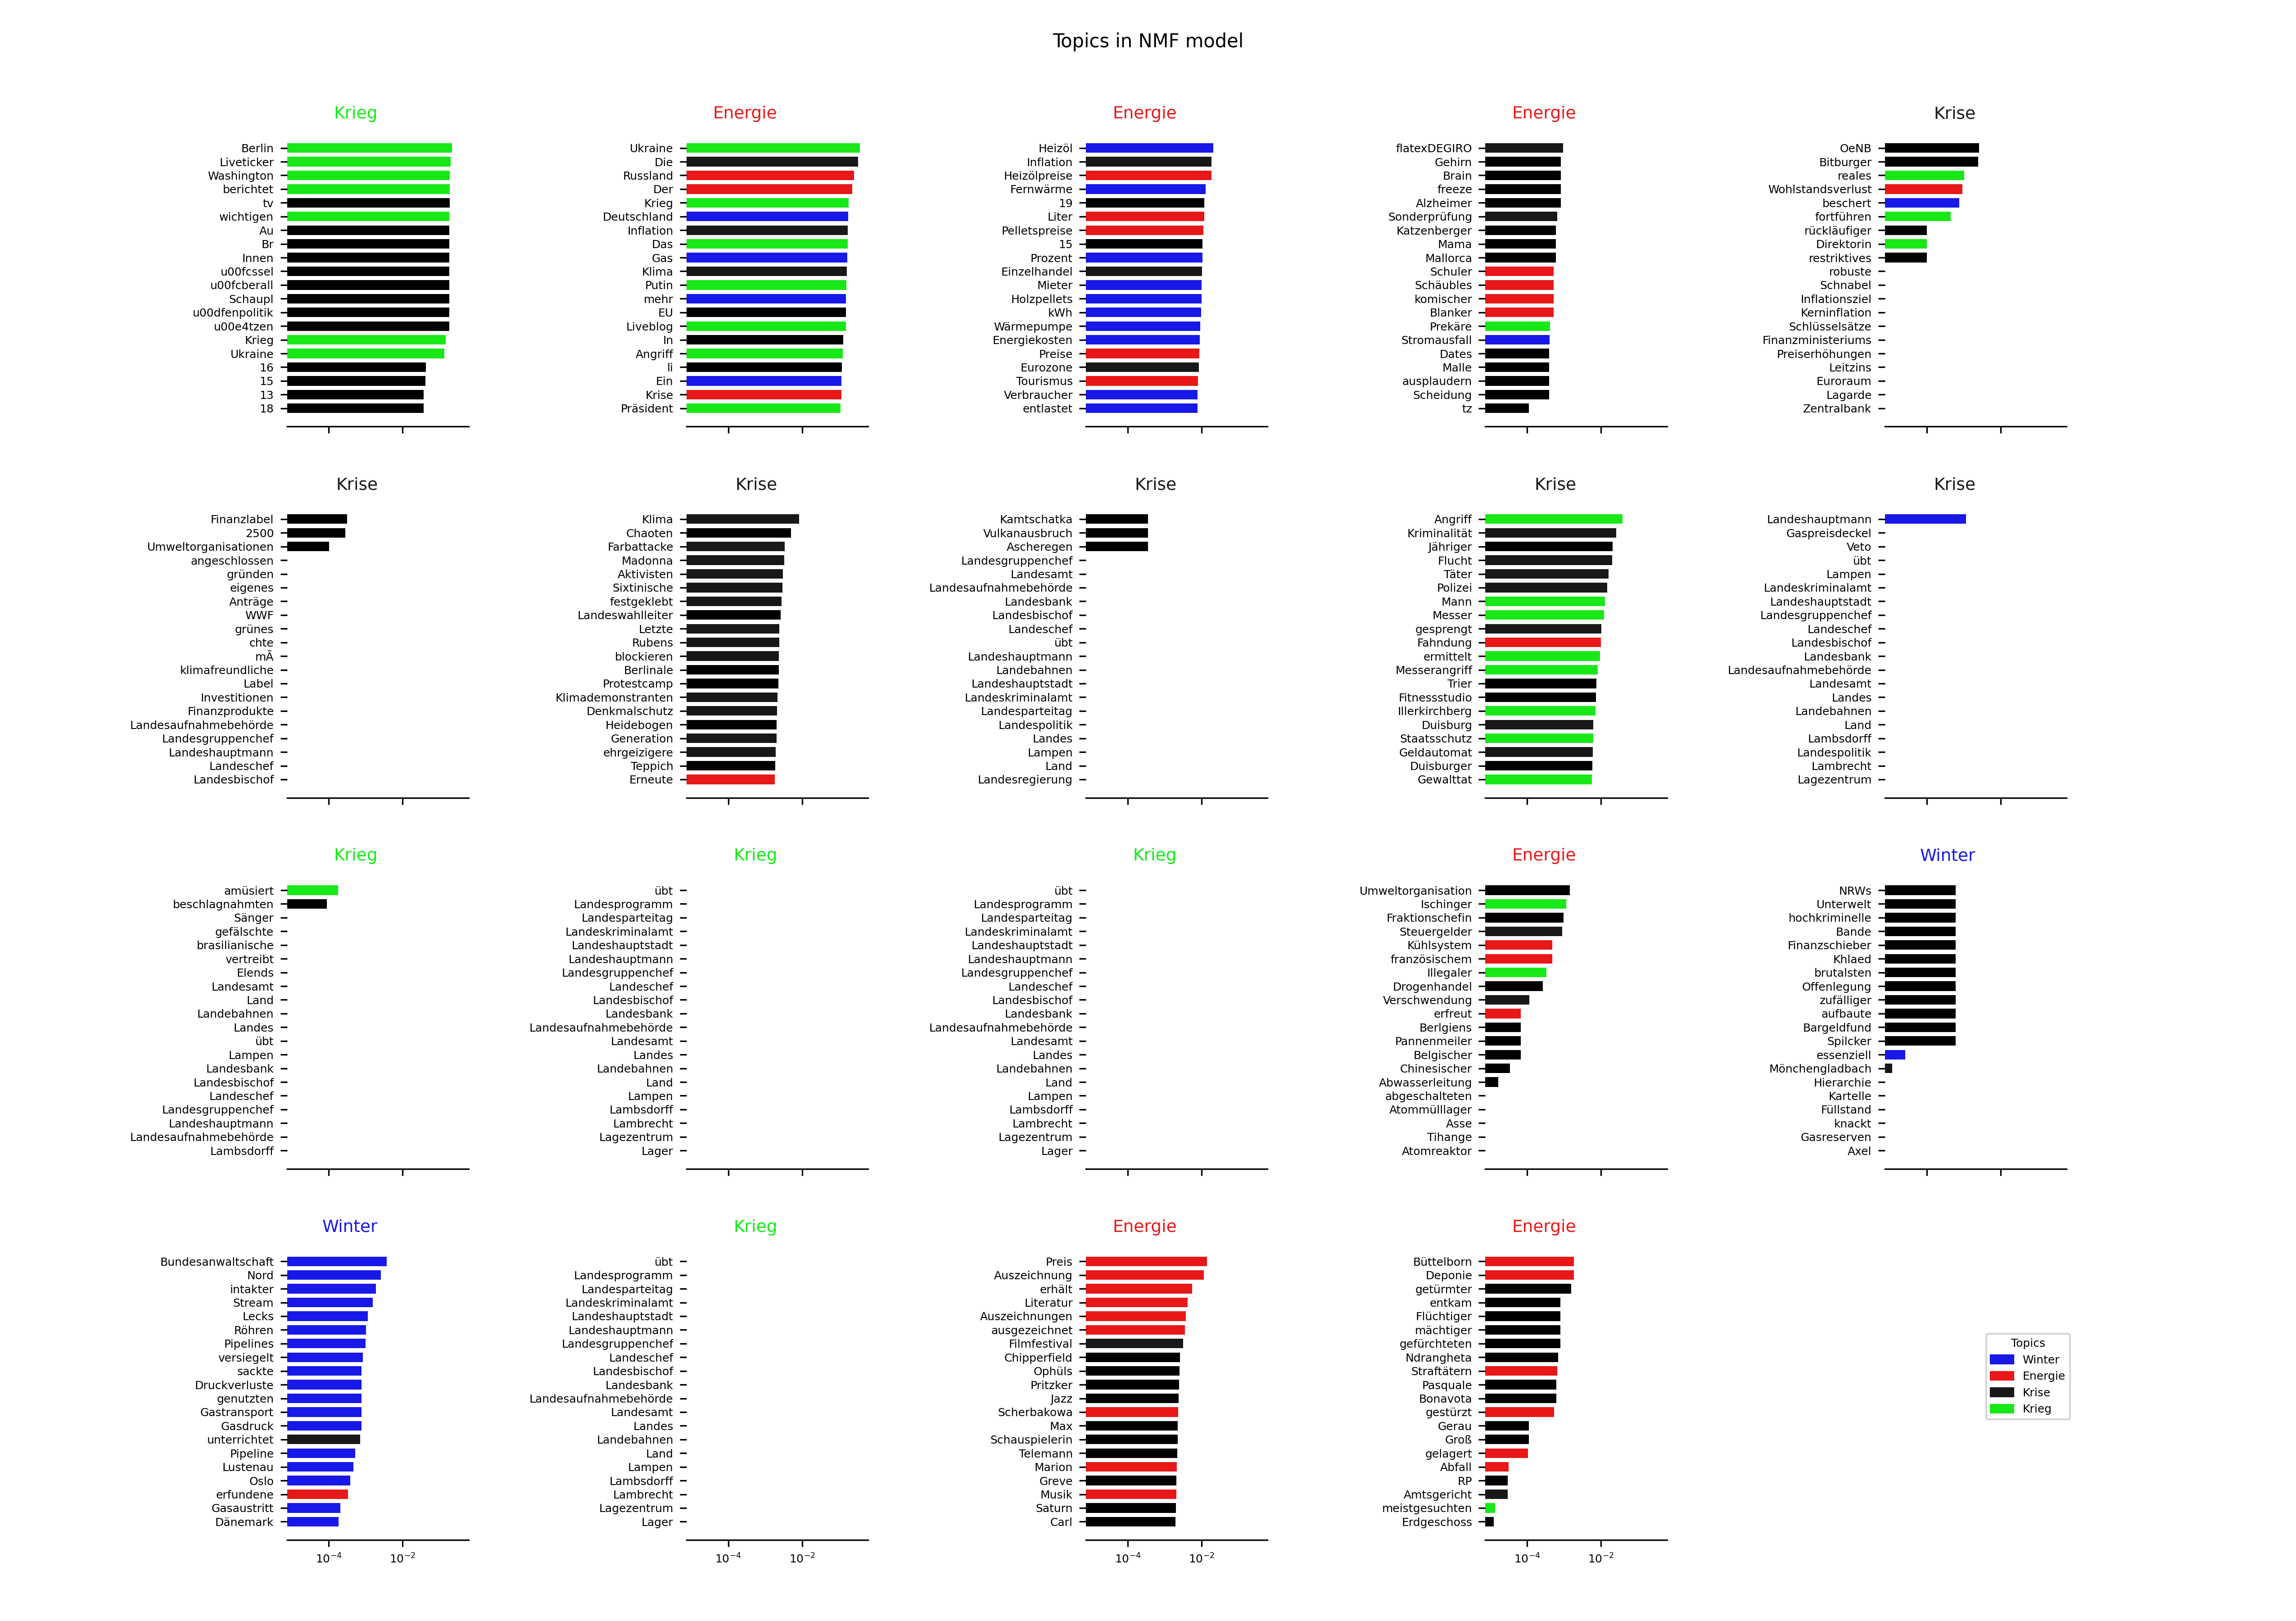 Topics in NMF model
Krieg
Berlin
Liveticker
Washington
berichtet
tv
wichtigen
Au
Br
Innen
u00fcssel
u00fcberall
Schaupl
u00dfenpolitik
u00e4tzen
Krieg
Ukraine
16
15
13
18
Energie
Ukraine
Die
Russland
Der
Krieg
Deutschland
Inflation
Das
Gas
Klima
Putin
mehr
EU
Liveblog
In
Angriff
li
Ein
Krise
Präsident
Energie
Heizöl
Inflation
Heizölpreise
Fernwärme
19
Liter
Pelletspreise
15
Prozent
Einzelhandel
Mieter
Holzpellets
kWh
Wärmepumpe
Energiekosten
Preise
Eurozone
Tourismus
Verbraucher
entlastet
Energie
flatexDEGIRO
Gehirn
Brain
freeze
Alzheimer
Sonderprüfung
Katzenberger
Mama
Mallorca
Schuler
Schäubles
komischer
Blanker
Prekäre
Stromausfall
Dates
Malle
ausplaudern
Scheidung
tz
Krise
OeNB
Bitburger
reales
Wohlstandsverlust
beschert
fortführen
rückläufiger
Direktorin
restriktives
robuste
Schnabel
Inflationsziel
Kerninflation
Schlüsselsätze
Finanzministeriums
Preiserhöhungen
Leitzins
Euroraum
Lagarde
Zentralbank
Krise
Finanzlabel
2500
Umweltorganisationen
angeschlossen
gründen
eigenes
Anträge
WWF
grünes
chte
mÃ
klimafreundliche
Label
Investitionen
Finanzprodukte
Landesaufnahmebehörde
Landesgruppenchef
Landeshauptmann
Landeschef
Landesbischof
Krise
Klima
Chaoten
Farbattacke
Madonna
Aktivisten
Sixtinische
festgeklebt
Landeswahlleiter
Letzte
Rubens
blockieren
Berlinale
Protestcamp
Klimademonstranten
Denkmalschutz
Heidebogen
Generation
ehrgeizigere
Teppich
Erneute
Krise
Kamtschatka
Vulkanausbruch
Ascheregen
Landesgruppenchef
Landesamt
Landesaufnahmebehörde
Landesbank
Landesbischof
Landeschef
übt
Landeshauptmann
Landebahnen
Landeshauptstadt
Landeskriminalamt
Landesparteitag
Landespolitik
Landes
Lampen
Land
Landesregierung
Krise
Angriff
Kriminalität
Jähriger
Flucht
Täter
Polizei
Mann
Messer
gesprengt
Fahndung
ermittelt
Messerangriff
Trier
Fitnessstudio
Illerkirchberg
Duisburg
Staatsschutz
Geldautomat
Duisburger
Gewalttat
Krise
Landeshauptmann
Gaspreisdeckel
Veto
übt
Lampen
Landeskriminalamt
Landeshauptstadt
Landesgruppenchef
Landeschef
Landesbischof
Landesbank
Landesaufnahmebehörde
Landesamt
Landes
Landebahnen
Land
Lambsdorff
Landespolitik
Lambrecht
Lagezentrum
Krieg
amüsiert
beschlagnahmten
Sänger
gefälschte
brasilianische
vertreibt
Elends
Landesamt
Land
Landebahnen
Landes
übt
Lampen
Landesbank
Landesbischof
Landeschef
Landesgruppenchef
Landeshauptmann
Landesaufnahmebehörde
Lambsdorff
Krieg
übt
Landesprogramm
Landesparteitag
Landeskriminalamt
Landeshauptstadt
Landeshauptmann
Landesgruppenchef
Landeschef
Landesbischof
Landesbank
Landesaufnahmebehörde
Landesamt
Landes
Landebahnen
Land
Lampen
Lambsdorff
Lambrecht
Lagezentrum
Lager
Krieg
übt
Landesprogramm
Landesparteitag
Landeskriminalamt
Landeshauptstadt
Landeshauptmann
Landesgruppenchef
Landeschef
Landesbischof
Landesbank
Landesaufnahmebehörde
Landesamt
Landes
Landebahnen
Land
Lampen
Lambsdorff
Lambrecht
Lagezentrum
Lager
Energie
Umweltorganisation
Ischinger
Fraktionschefin
Steuergelder
Kühlsystem
französischem
Illegaler
Drogenhandel
Verschwendung
erfreut
Berlgiens
Pannenmeiler
Belgischer
Chinesischer
Abwasserleitung
abgeschalteten
Atommülllager
Asse
Tihange
Atomreaktor
Winter
NRWs
Unterwelt
hochkriminelle
Bande
Finanzschieber
Khlaed
brutalsten
Offenlegung
zufälliger
aufbaute
Bargeldfund
Spilcker
essenziell
Mönchengladbach
Hierarchie
Kartelle
Füllstand
knackt
Gasreserven
Axel
Winter
Bundesanwaltschaft
Nord
intakter
Stream
Lecks
Röhren
Pipelines
versiegelt
sackte
Druckverluste
genutzten
Gastransport
Gasdruck
unterrichtet
Pipeline
Lustenau
Oslo
erfundene
Gasaustritt
Dänemark
10⁻⁴ 10⁻²
Krieg
übt
Landesprogramm
Landesparteitag
Landeskriminalamt
Landeshauptstadt
Landeshauptmann
Landesgruppenchef
Landeschef
Landesbischof
Landesbank
Landesaufnahmebehörde
Landesamt
Landes
Landebahnen
Land
Lampen
Lambsdorff
Lambrecht
Lagezentrum
Lager
10⁻⁴ 10⁻²
Energie
Preis
Auszeichnung
erhält
Literatur
Auszeichnungen
ausgezeichnet
Filmfestival
Chipperfield
Ophüls
Pritzker
Jazz
Scherbakowa
Max
Schauspielerin
Telemann
Marion
Greve
Musik
Saturn
Carl
10⁻⁴ 10⁻²
Energie
Büttelborn
Deponie
getürmter
entkam
Flüchtiger
mächtiger
gefürchteten
Ndrangheta
Straftätern
Pasquale
Bonavota
gestürzt
Gerau
Groß
gelagert
Abfall
RP
Amtsgericht
meistgesuchten
Erdgeschoss
10⁻⁴ 10⁻²
Topics
Winter
Energie
Krise
Krieg